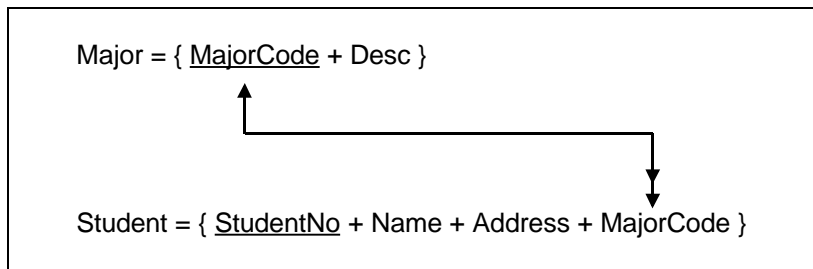 Major = { MajorCode + Desc }
Student = { StudentNo + Name + Address + MajorCode }